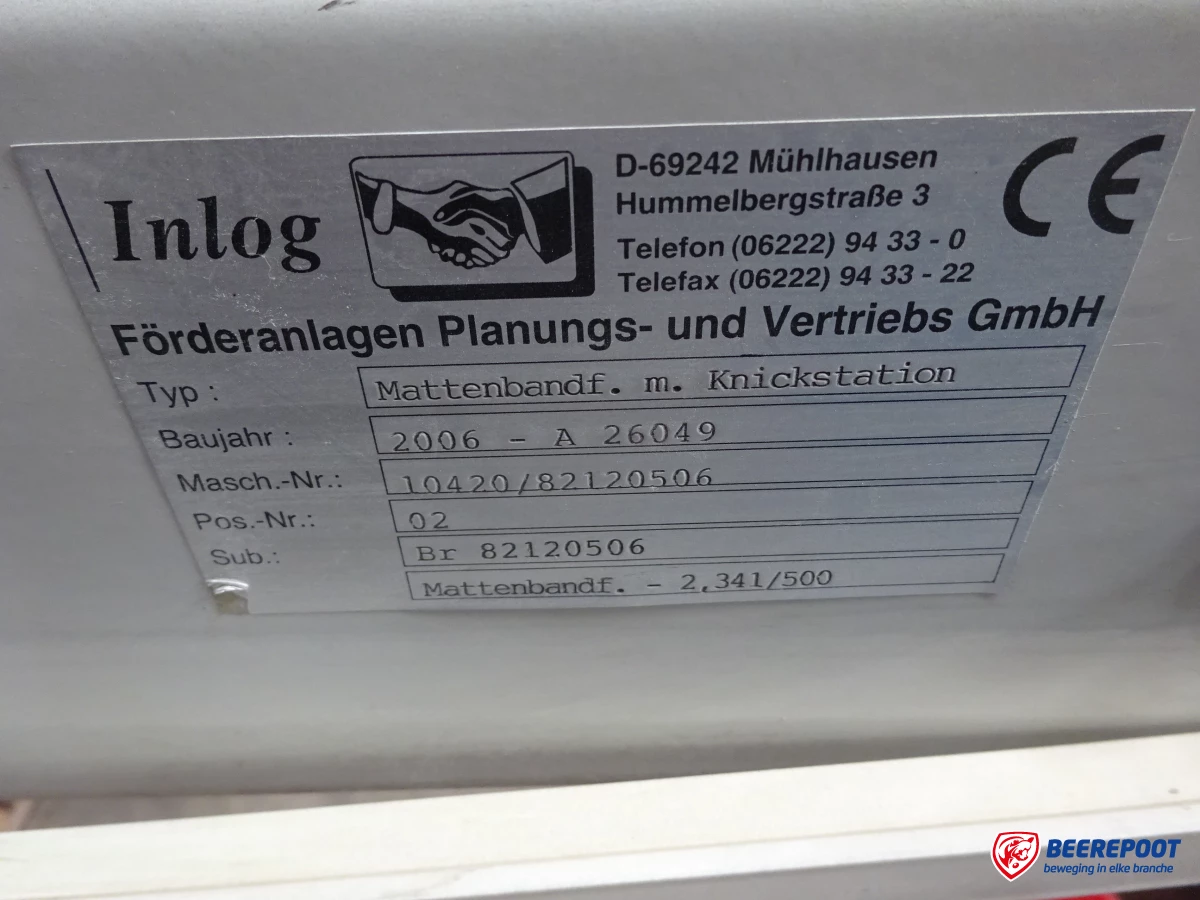 Inlog
D-69242 Mühlhausen
Hummelbergstraße 3
Telefon (06222) 94 33 - 0
Telefax (06222) 94 33 - 22
CE
Förderanlagen Planungs- und Vertriebs GmbH
Typ : Mattenbandf. m. Knickstation
Baujahr : 2006 - A 26049
Masch.-Nr.: 10420/82120506
Pos.-Nr.: 02
Sub.: Br 82120506
Mattenbandf. - 2,341/500
BEEREPOOT
beweging in elke branche